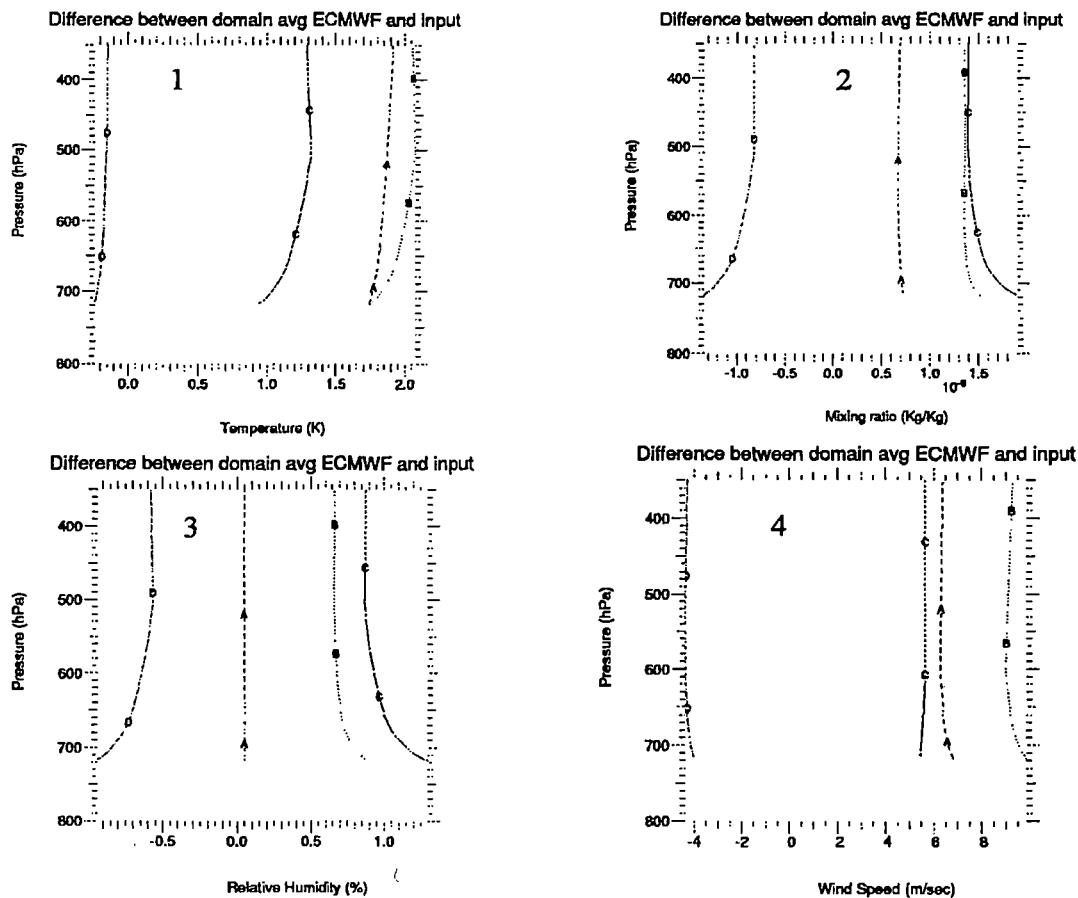 Difference between domain avg ECMWF and input
1
400
500
600
700
800
Pressure (hPa)
D
D
C
C
A
A
B
B
0.0 0.5 1.0 1.5 2.0
Temperature (K)
Difference between domain avg ECMWF and input
2
400
500
600
700
800
Pressure (hPa)
D
D
A
A
B
B
C
C
-1.0 0.0 0.5 1.0 1.5
Mixing ratio (Kg/Kg)
Difference between domain avg ECMWF and input
3
400
500
600
700
800
Pressure (hPa)
D
D
A
A
B
B
C
C
-0.5 0.0 0.5 1.0
Relative Humidity (%)
Difference between domain avg ECMWF and input
4
400
500
600
700
800
Pressure (hPa)
D
D
C
C
A
A
B
B
-4 -2 0 2 4 6 8
Wind Speed (m/sec)